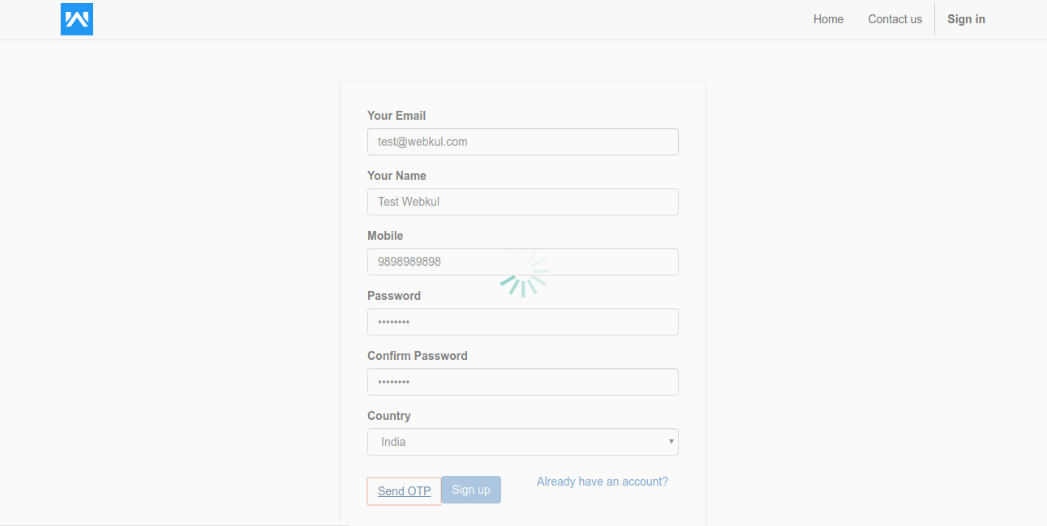 Home Contact us Sign in
Your Email
test@webkul.com
Your Name
Test Webkul
Mobile
9898989898
Password
••••••••
Confirm Password
••••••••
Country
India
Send OTP Sign up Already have an account?